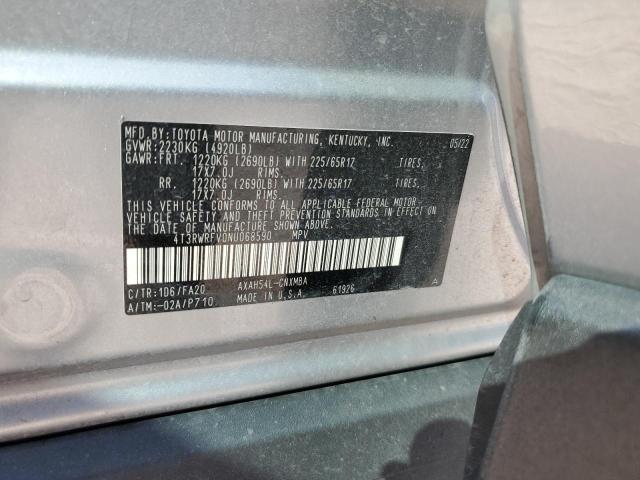 MFD.BY:TOYOTA MOTOR MANUFACTURING, KENTUCKY, INC. 05/22
GVWR:2230KG (4920LB)
GAWR:FRT. 1220KG (2690LB) WITH 225/65R17 TIRES,
17X7.0J RIMS.
RR. 1220KG (2690LB) WITH 225/65R17 TIRES,
17X7.0J RIMS.
THIS VEHICLE CONFORMS TO ALL APPLICABLE FEDERAL MOTOR
VEHICLE SAFETY AND THEFT PREVENTION STANDARDS IN EFFECT
ON THE DATE OF MANUFACTURE SHOWN ABOVE.
4T3RWRFV0NU068590 MPV
C/TR:1D6/FA20 AXAH54L-CNXMBA 61926 A
A/TM:-02A/P710. MADE IN U.S.A.